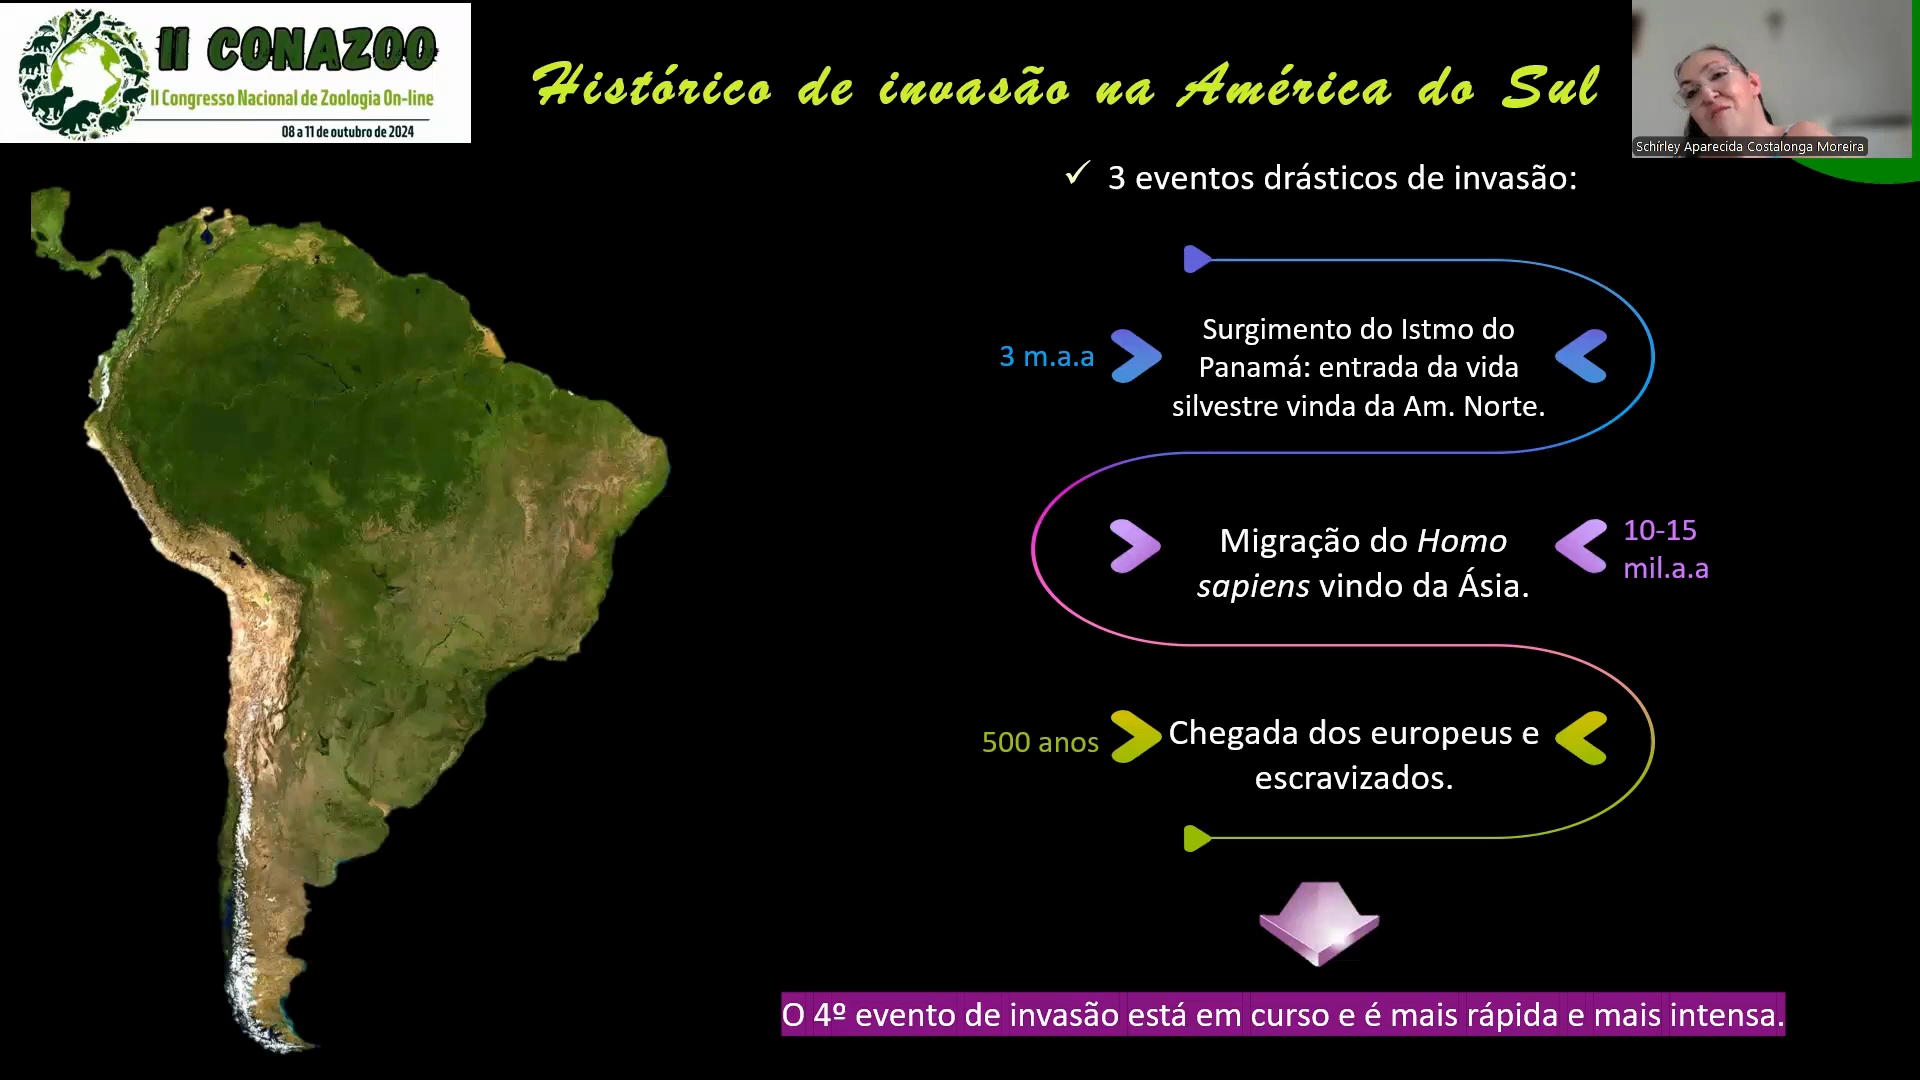 II CONAZOO
II Congresso Nacional de Zoologia On-line
08 a 11 de outubro de 2024
Histórico de invasão na América do Sul
Schírley Aparecida Costalonga Moreira
✓ 3 eventos drásticos de invasão:
3 m.a.a
Surgimento do Istmo do
Panamá: entrada da vida
silvestre vinda da Am. Norte.
Migração do Homo
sapiens vindo da Ásia.
10-15
mil.a.a
500 anos
Chegada dos europeus e
escravizados.
O 4º evento de invasão está em curso e é mais rápida e mais intensa.